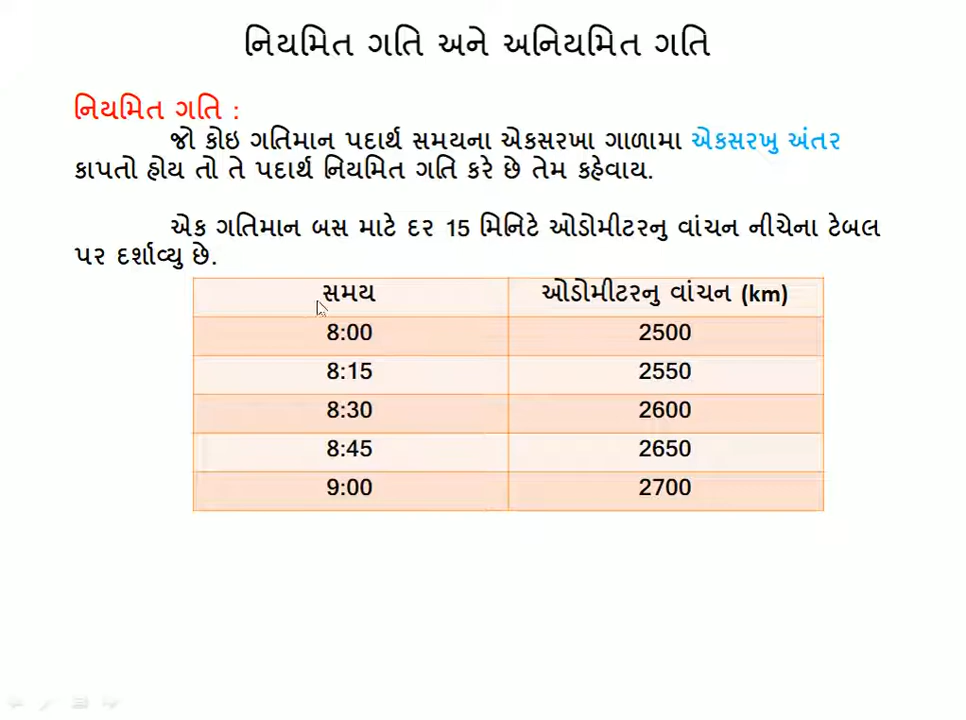 નિયમિત ગતિ અને અનિયમિત ગતિ
નિયમિત ગતિ :
જો કોઇ ગતિમાન પદાર્થ સમયના એકસરખા ગાળામા એકસરખુ અંતર
કાપતો હોય તો તે પદાર્થ નિયમિત ગતિ કરે છે તેમ કહેવાય.
એક ગતિમાન બસ માટે દર 15 મિનિટે ઓડોમીટરનુ વાંચન નીચેના ટેબલ
પર દર્શાવ્યુ છે.
સમય ઓડોમીટરનુ વાંચન (km)
8:00 2500
8:15 2550
8:30 2600
8:45 2650
9:00 2700